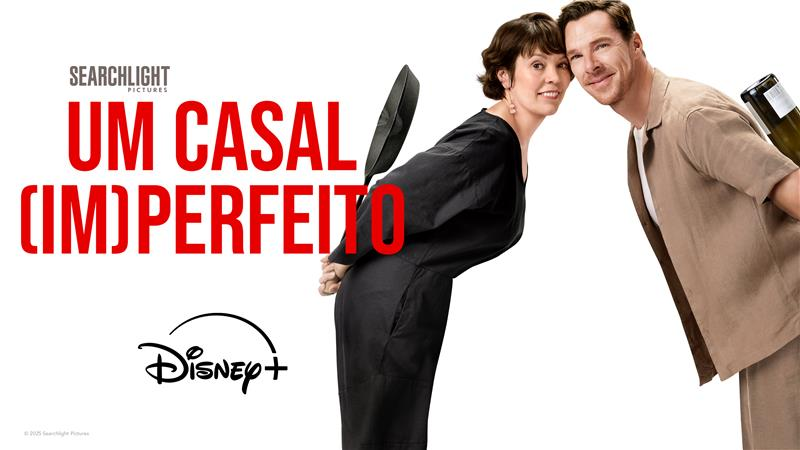 SEARCHLIGHT
PICTURES
UM CASAL
(IM)PERFEITO
Disney+
© 2025 Searchlight Pictures